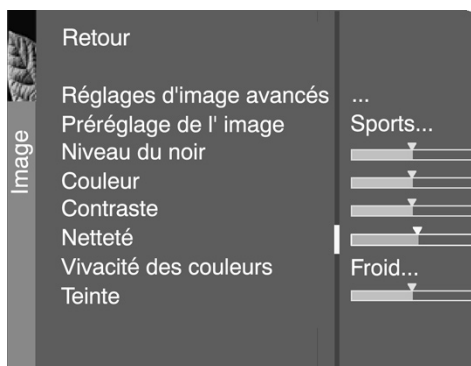 Retour
Réglages d'image avancés ...
Préréglage de l' image Sports...
Niveau du noir
Couleur
Contraste
Netteté
Vivacité des couleurs Froid...
Teinte
Image